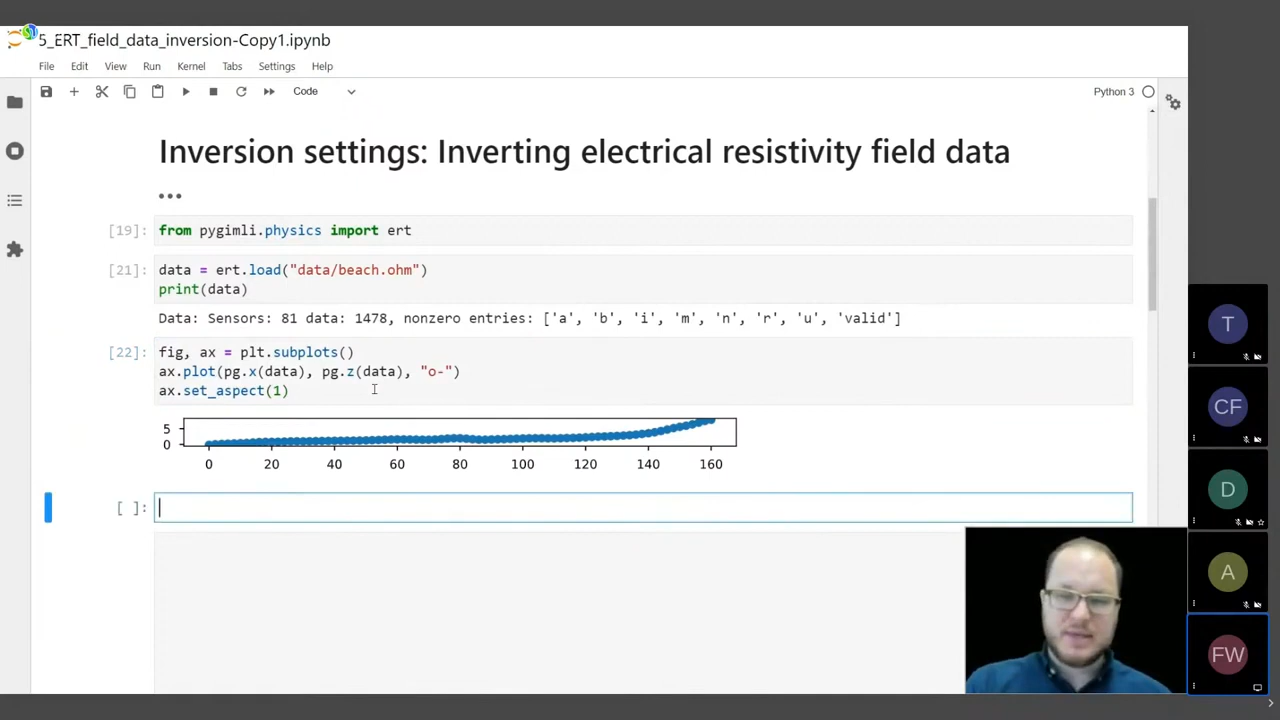 5_ERT_field_data_inversion-Copy1.ipynb
File Edit View Run Kernel Tabs Settings Help
Code
Python 3
Inversion settings: Inverting electrical resistivity field data
[19]: from pygimli.physics import ert
[21]: data = ert.load("data/beach.ohm")
print(data)
Data: Sensors: 81 data: 1478, nonzero entries: ['a', 'b', 'i', 'm', 'n', 'r', 'u', 'valid']
[22]: fig, ax = plt.subplots()
ax.plot(pg.x(data), pg.z(data), "o-")
ax.set_aspect(1)
5
0
0 20 40 60 80 100 120 140 160
[ ]:
T
CF
D
A
FW